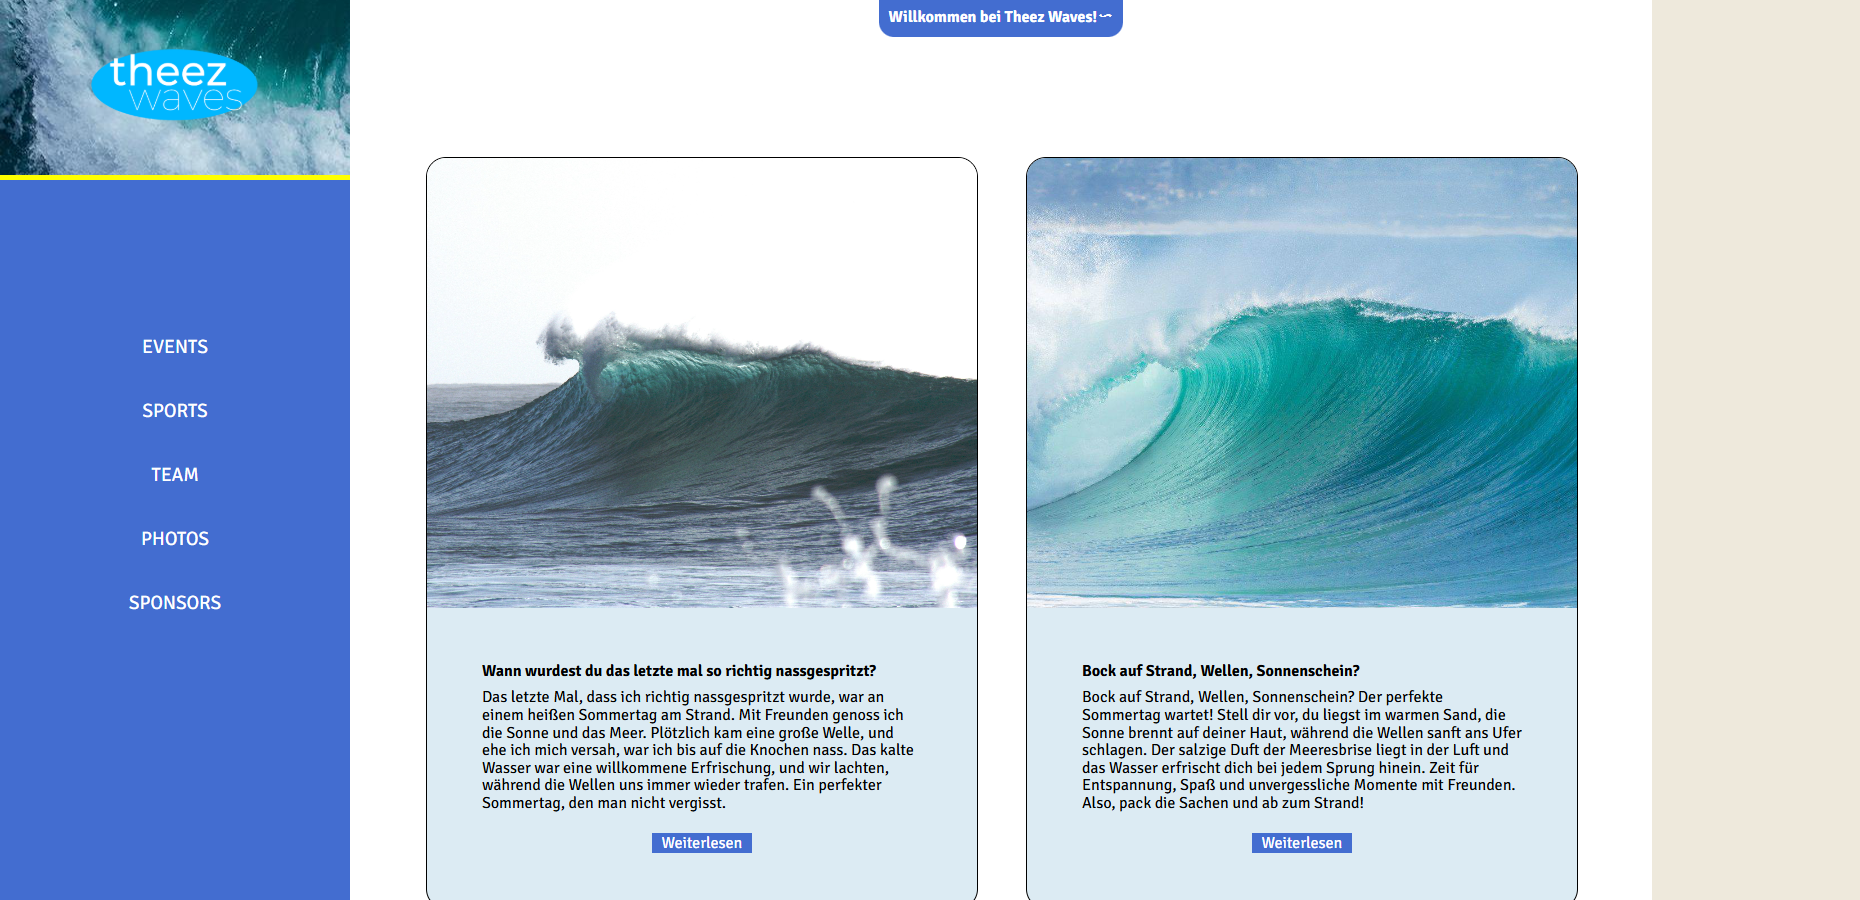 theez
waves
Willkommen bei Theez Waves!
EVENTS
SPORTS
TEAM
PHOTOS
SPONSORS
Wann wurdest du das letzte mal so richtig nassgespritzt?
Das letzte Mal, dass ich richtig nassgespritzt wurde, war an
einem heißen Sommertag am Strand. Mit Freunden genoss ich
die Sonne und das Meer. Plötzlich kam eine große Welle, und
ehe ich mich versah, war ich bis auf die Knochen nass. Das kalte
Wasser war eine willkommene Erfrischung, und wir lachten,
während die Wellen uns immer wieder trafen. Ein perfekter
Sommertag, den man nicht vergisst.
Weiterlesen
Bock auf Strand, Wellen, Sonnenschein?
Bock auf Strand, Wellen, Sonnenschein? Der perfekte
Sommertag wartet! Stell dir vor, du liegst im warmen Sand, die
Sonne brennt auf deiner Haut, während die Wellen sanft ans Ufer
schlagen. Der salzige Duft der Meeresbrise liegt in der Luft und
das Wasser erfrischt dich bei jedem Sprung hinein. Zeit für
Entspannung, Spaß und unvergessliche Momente mit Freunden.
Also, pack die Sachen und ab zum Strand!
Weiterlesen